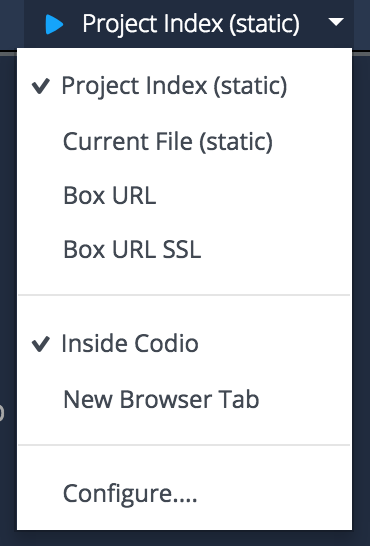 Project Index (static)
Project Index (static)
Current File (static)
Box URL
Box URL SSL
Inside Codio
New Browser Tab
Configure....